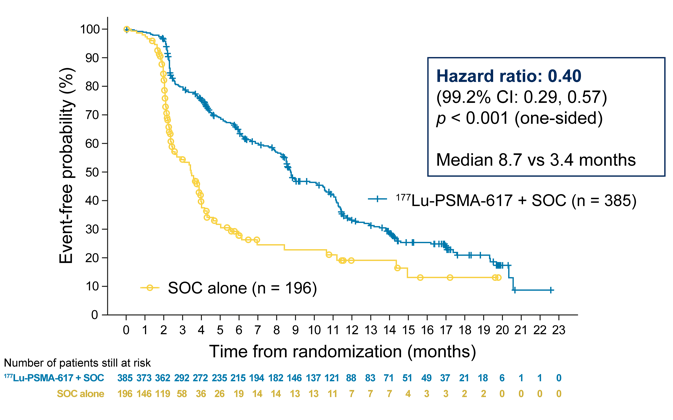 Event-free probability (%)
100
90
80
70
60
50
40
30
20
10
0
Hazard ratio: 0.40
(99.2% CI: 0.29, 0.57)
p < 0.001 (one-sided)
Median 8.7 vs 3.4 months
¹⁷⁷Lu-PSMA-617 + SOC (n = 385)
SOC alone (n = 196)
0 1 2 3 4 5 6 7 8 9 10 11 12 13 14 15 16 17 18 19 20 21 22 23
Time from randomization (months)
Number of patients still at risk
¹⁷⁷Lu-PSMA-617 + SOC 385 373 362 292 272 235 215 194 182 146 137 121 88 83 71 51 49 37 21 18 6 1 1 0
SOC alone 196 146 119 58 36 26 19 14 14 13 13 11 7 7 7 4 3 3 2 2 0 0 0 0